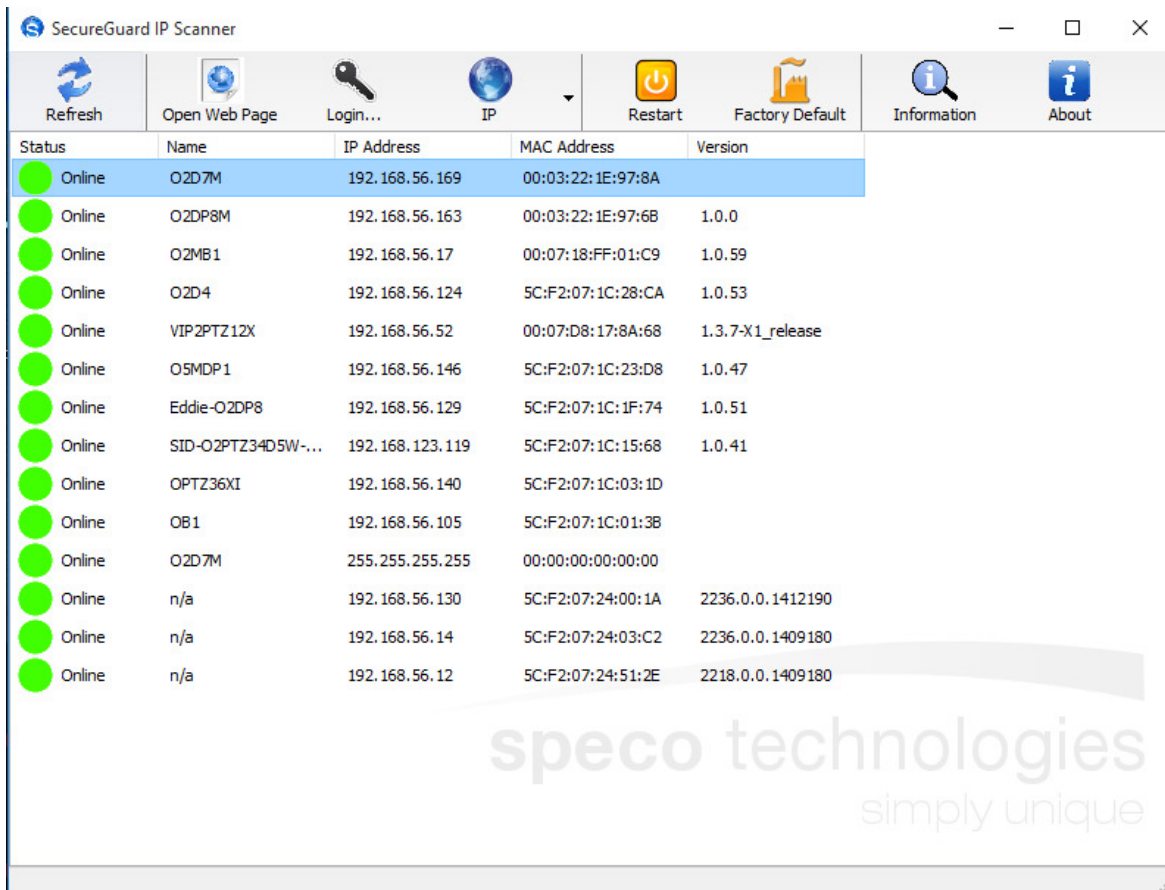 SecureGuard IP Scanner
Refresh Open Web Page Login... IP Restart Factory Default Information About
Status Name IP Address MAC Address Version
Online O2D7M 192.168.56.169 00:03:22:1E:97:8A
Online O2DP8M 192.168.56.163 00:03:22:1E:97:6B 1.0.0
Online O2MB1 192.168.56.17 00:07:18:FF:01:C9 1.0.59
Online O2D4 192.168.56.124 5C:F2:07:1C:28:CA 1.0.53
Online VIP2PTZ12X 192.168.56.52 00:07:D8:17:8A:68 1.3.7-X1_release
Online O5MDP1 192.168.56.146 5C:F2:07:1C:23:D8 1.0.47
Online Eddie-O2DP8 192.168.56.129 5C:F2:07:1C:1F:74 1.0.51
Online SID-O2PTZ34D5W-... 192.168.123.119 5C:F2:07:1C:15:68 1.0.41
Online OPTZ36XI 192.168.56.140 5C:F2:07:1C:03:1D
Online OB1 192.168.56.105 5C:F2:07:1C:01:3B
Online O2D7M 255.255.255.255 00:00:00:00:00:00
Online n/a 192.168.56.130 5C:F2:07:24:00:1A 2236.0.0.1412190
Online n/a 192.168.56.14 5C:F2:07:24:03:C2 2236.0.0.1409180
Online n/a 192.168.56.12 5C:F2:07:24:51:2E 2218.0.0.1409180
speco technologies
simply unique